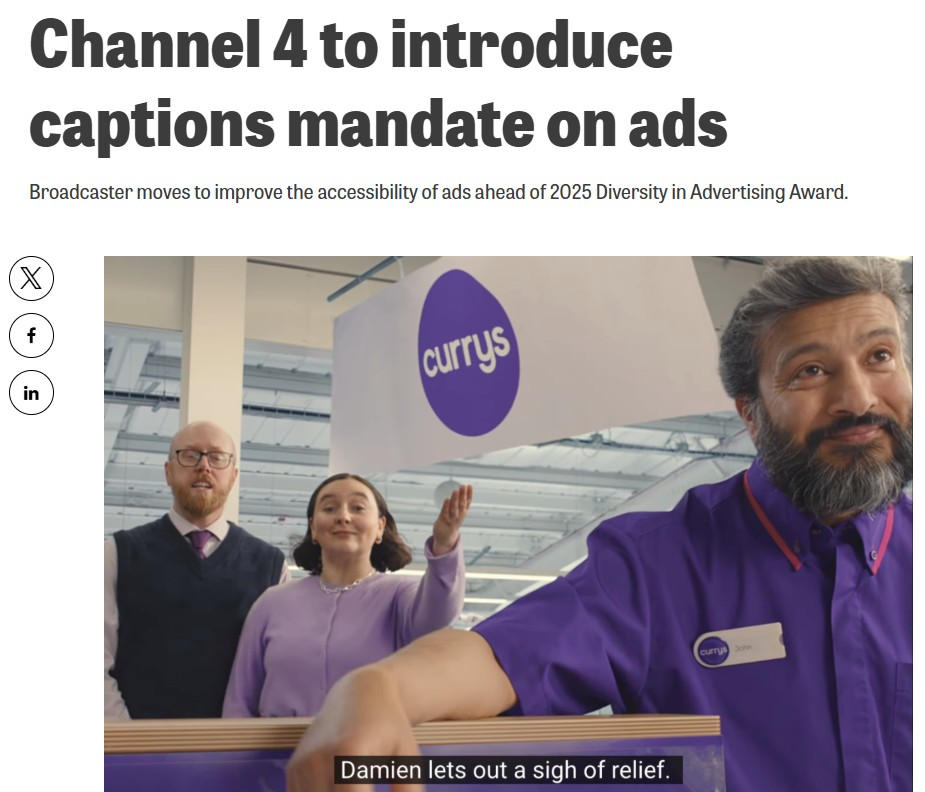 Channel 4 to introduce
captions mandate on ads
Broadcaster moves to improve the accessibility of ads ahead of 2025 Diversity in Advertising Award.
X
f
in
currys
currys John
Damien lets out a sigh of relief.